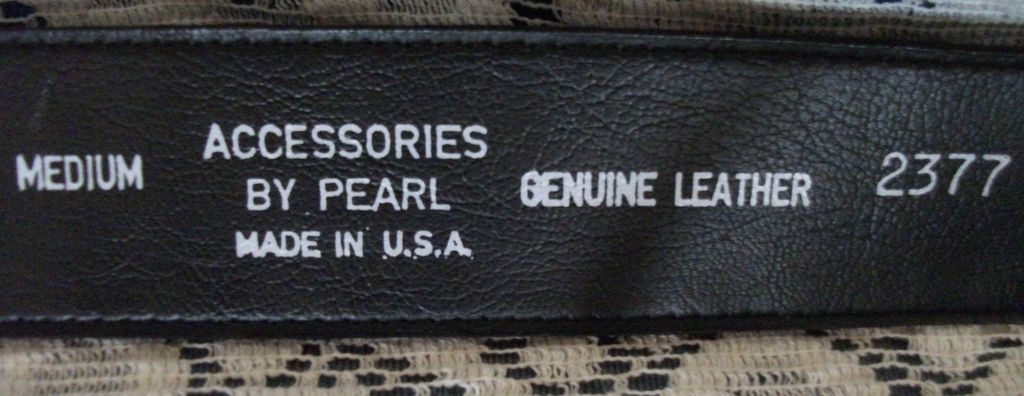 MEDIUM
ACCESSORIES
BY PEARL
MADE IN U.S.A.
GENUINE LEATHER
2377